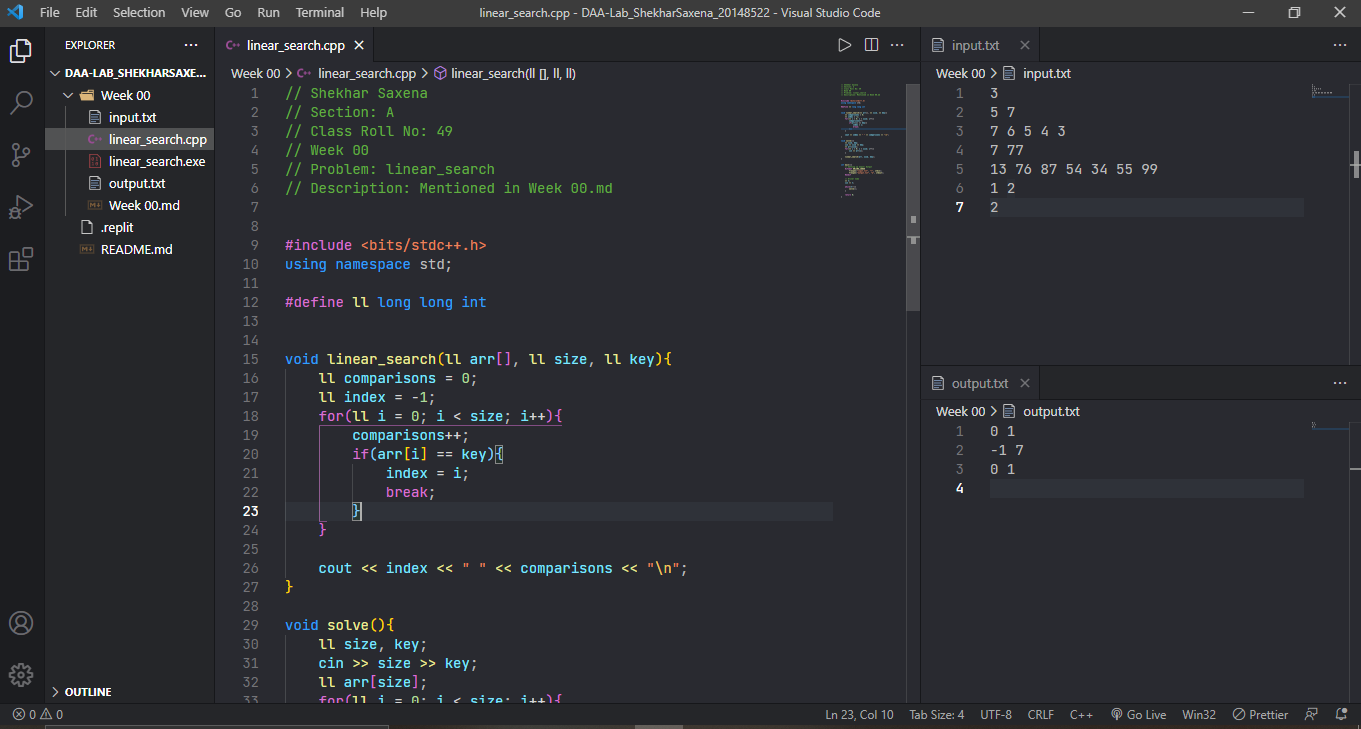 File Edit Selection View Go Run Terminal Help
linear_search.cpp - DAA-Lab_ShekharSaxena_20148522 - Visual Studio Code
EXPLORER
DAA-LAB_SHEKHARSAXE...
Week 00
input.txt
linear_search.cpp
linear_search.exe
output.txt
Week 00.md
.replit
README.md
OUTLINE
linear_search.cpp
Week 00 > linear_search.cpp > linear_search(ll [], ll, ll)
1 // Shekhar Saxena
2 // Section: A
3 // Class Roll No: 49
4 // Week 00
5 // Problem: linear_search
6 // Description: Mentioned in Week 00.md
7
8
9 #include <bits/stdc++.h>
10 using namespace std;
11
12 #define ll long long int
13
14
15 void linear_search(ll arr[], ll size, ll key){
16     ll comparisons = 0;
17     ll index = -1;
18     for(ll i = 0; i < size; i++){
19         comparisons++;
20         if(arr[i] == key){
21             index = i;
22             break;
23         }
24     }
25
26     cout << index << " " << comparisons << "\n";
27 }
28
29 void solve(){
30     ll size, key;
31     cin >> size >> key;
32     ll arr[size];
33     for(ll i = 0; i < size; i++){
input.txt
Week 00 > input.txt
1 3
2 5 7
3 7 6 5 4 3
4 7 77
5 13 76 87 54 34 55 99
6 1 2
7 2
output.txt
Week 00 > output.txt
1 0 1
2 -1 7
3 0 1
4
0 0
Ln 23, Col 10 Tab Size: 4 UTF-8 CRLF C++ Go Live Win32 Prettier